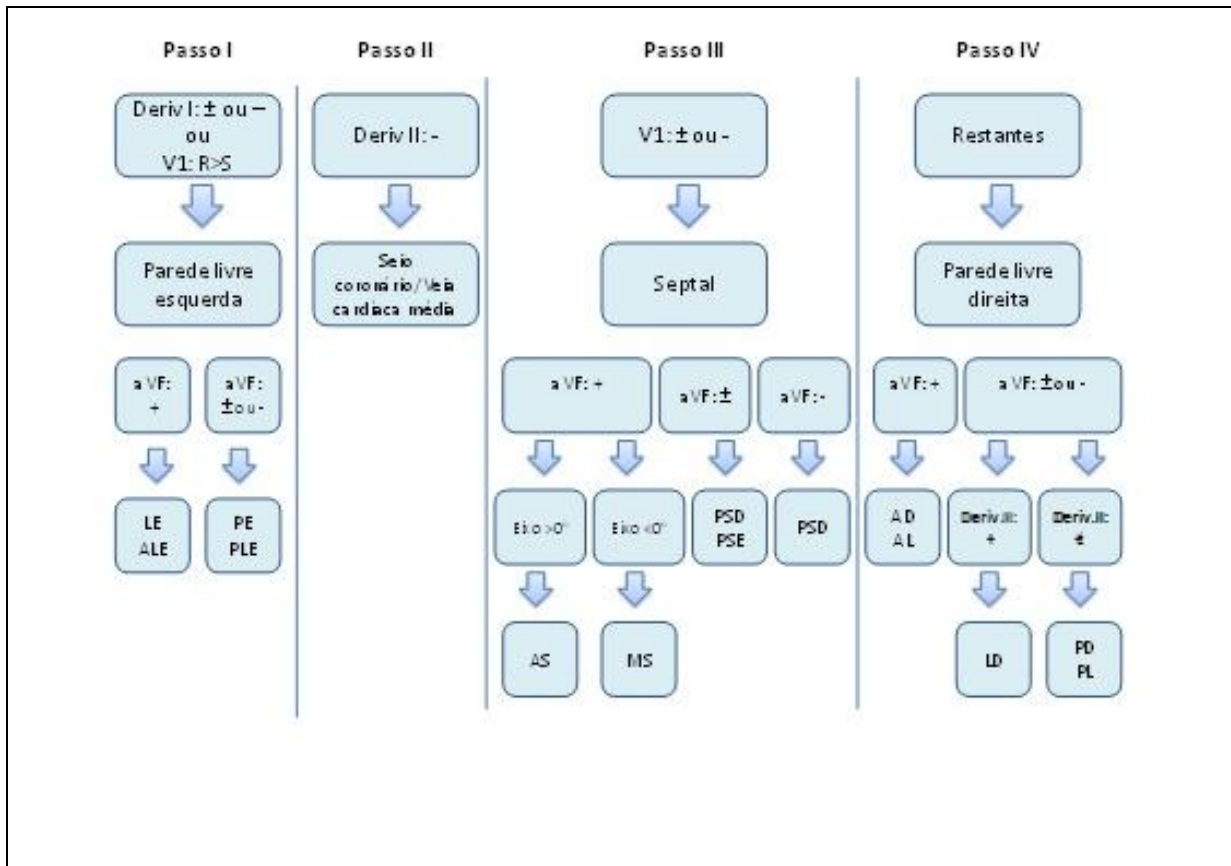 Passo I
Passo II
Passo III
Passo IV
Deriv I: ± ou –
ou
V1: R>S
Deriv II: -
V1: ± ou -
Restantes
Parede livre
esquerda
Seio
coronário/Veia
cardíaca média
Septal
Parede livre
direita
aVF:
+
aVF:
± ou -
aVF: +
aVF: ±
aVF: -
aVF: +
aVF: ± ou -
LE
ALE
PE
PLE
Eixo >0°
Eixo <0°
PSD
PSE
PSD
AD
AL
Deriv.II:
+
Deriv.II:
AS
MS
LD
PD
PL